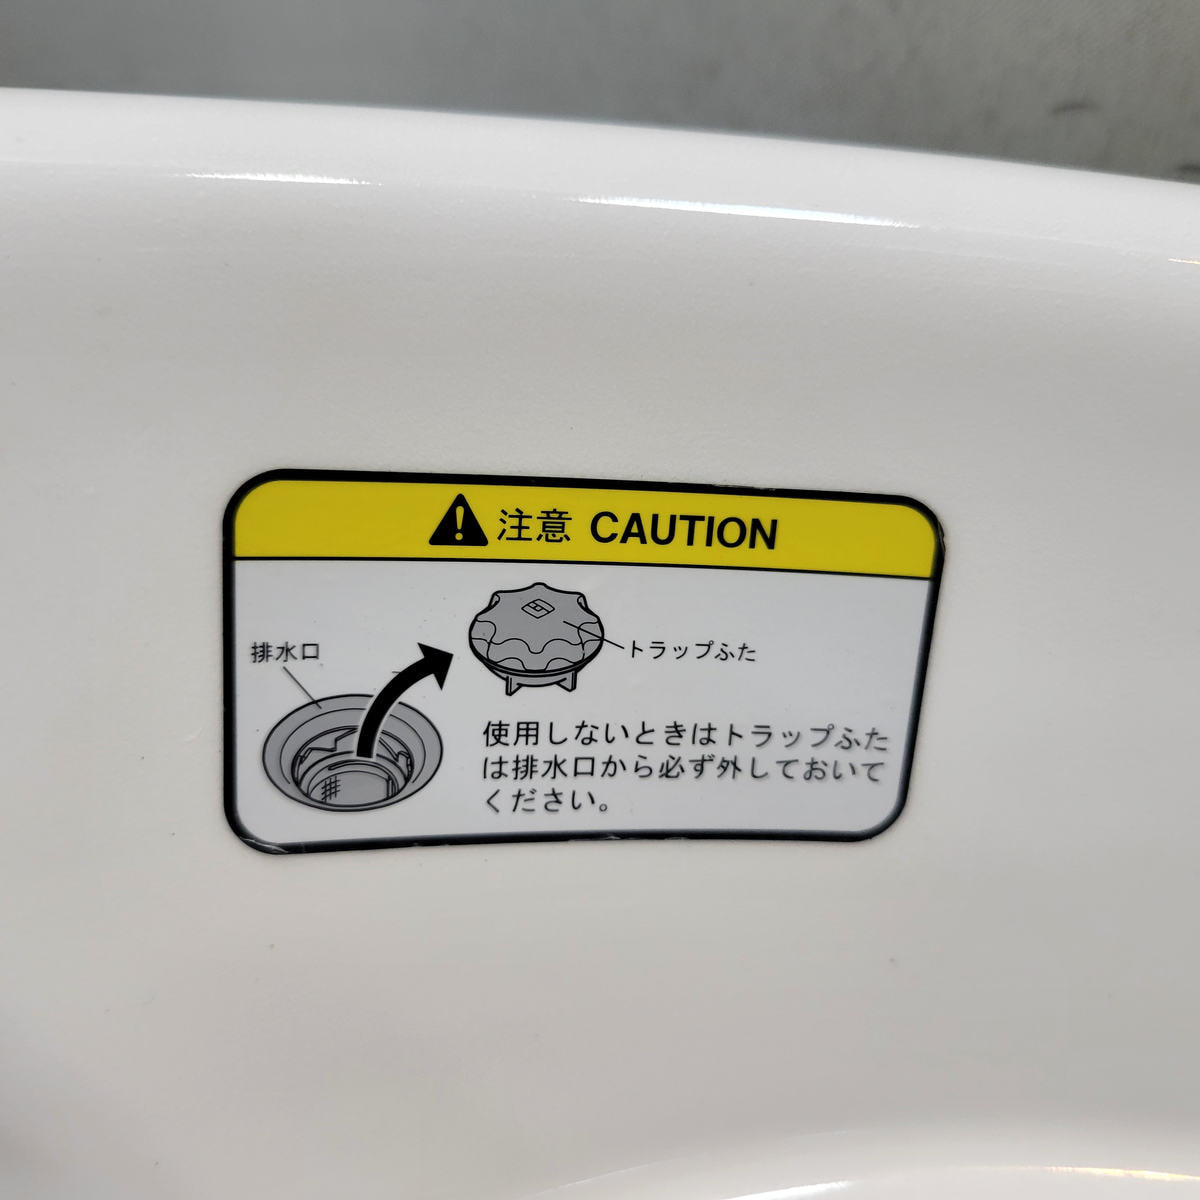 注意 CAUTION
排水口
トラップふた
使用しないときはトラップふた
は排水口から必ず外しておいて
ください。